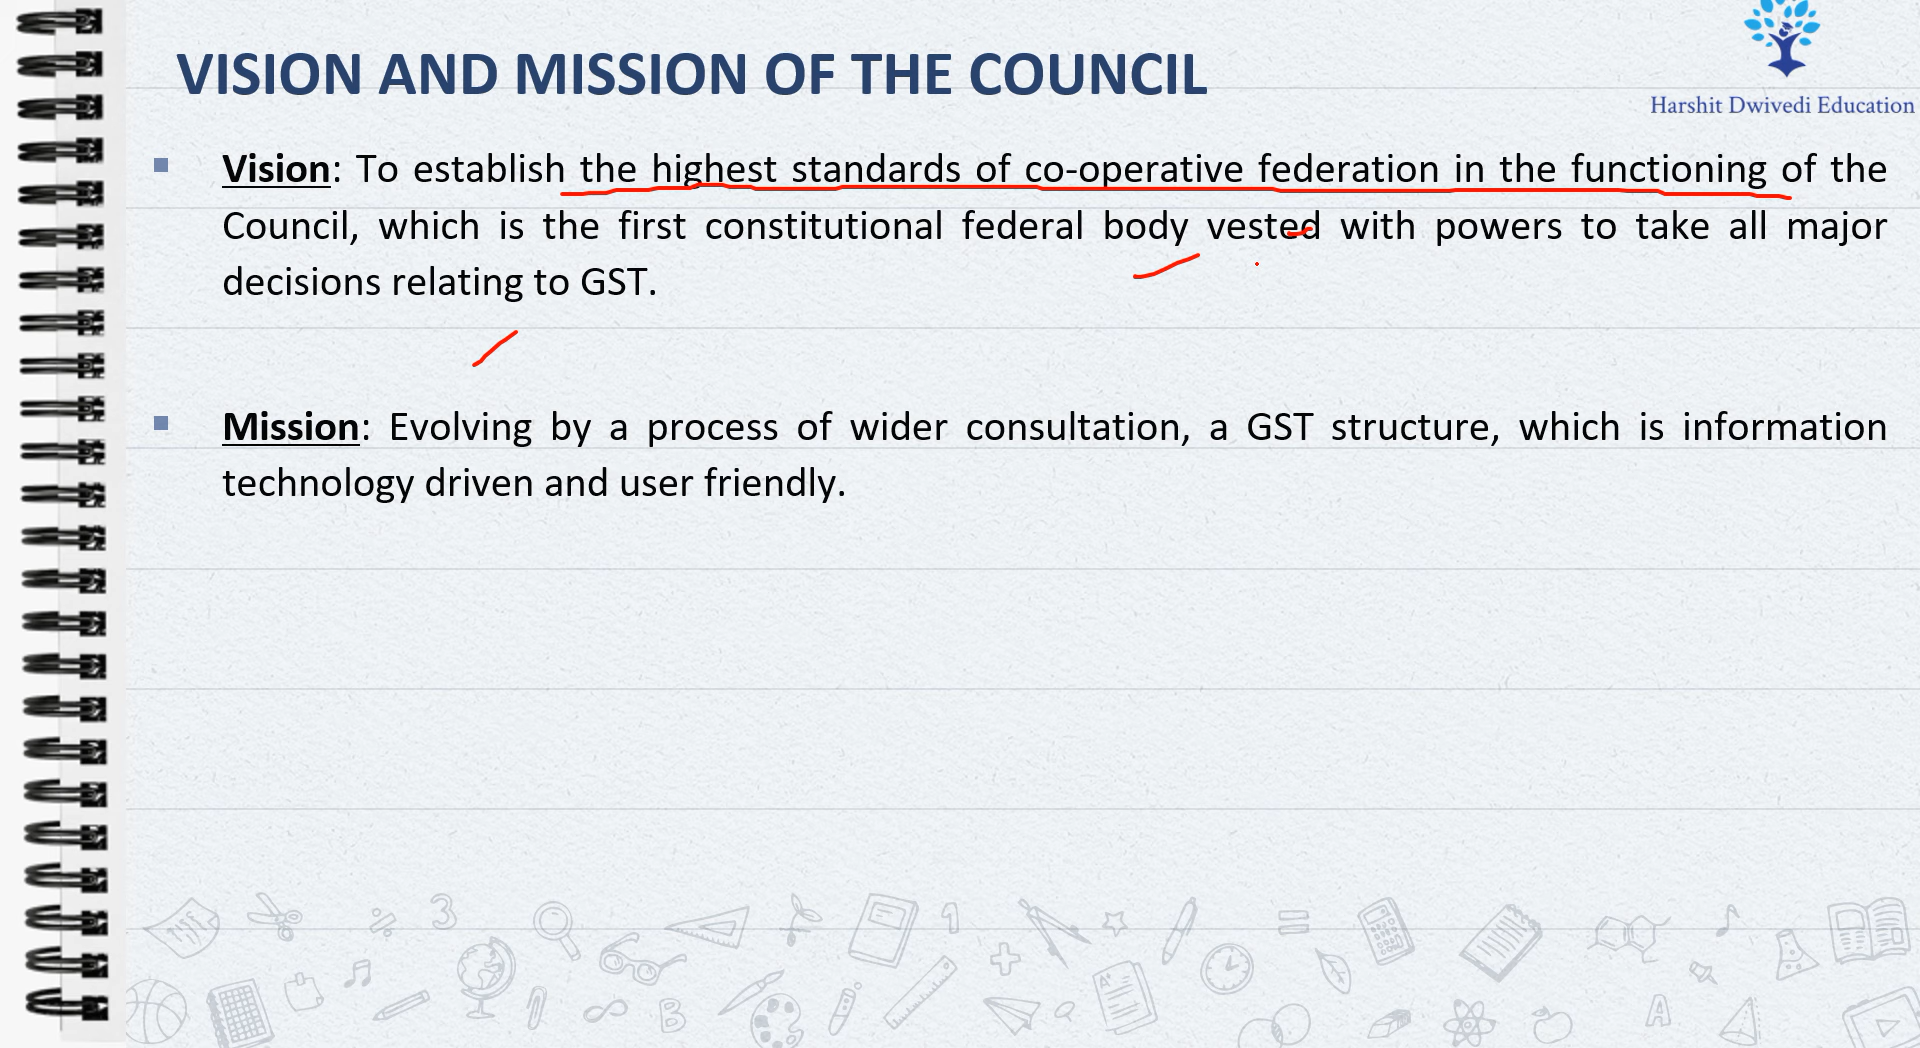 VISION AND MISSION OF THE COUNCIL
Harshit Dwivedi Education
Vision: To establish the highest standards of co-operative federation in the functioning of the
Council, which is the first constitutional federal body vested with powers to take all major
decisions relating to GST.
Mission: Evolving by a process of wider consultation, a GST structure, which is information
technology driven and user friendly.